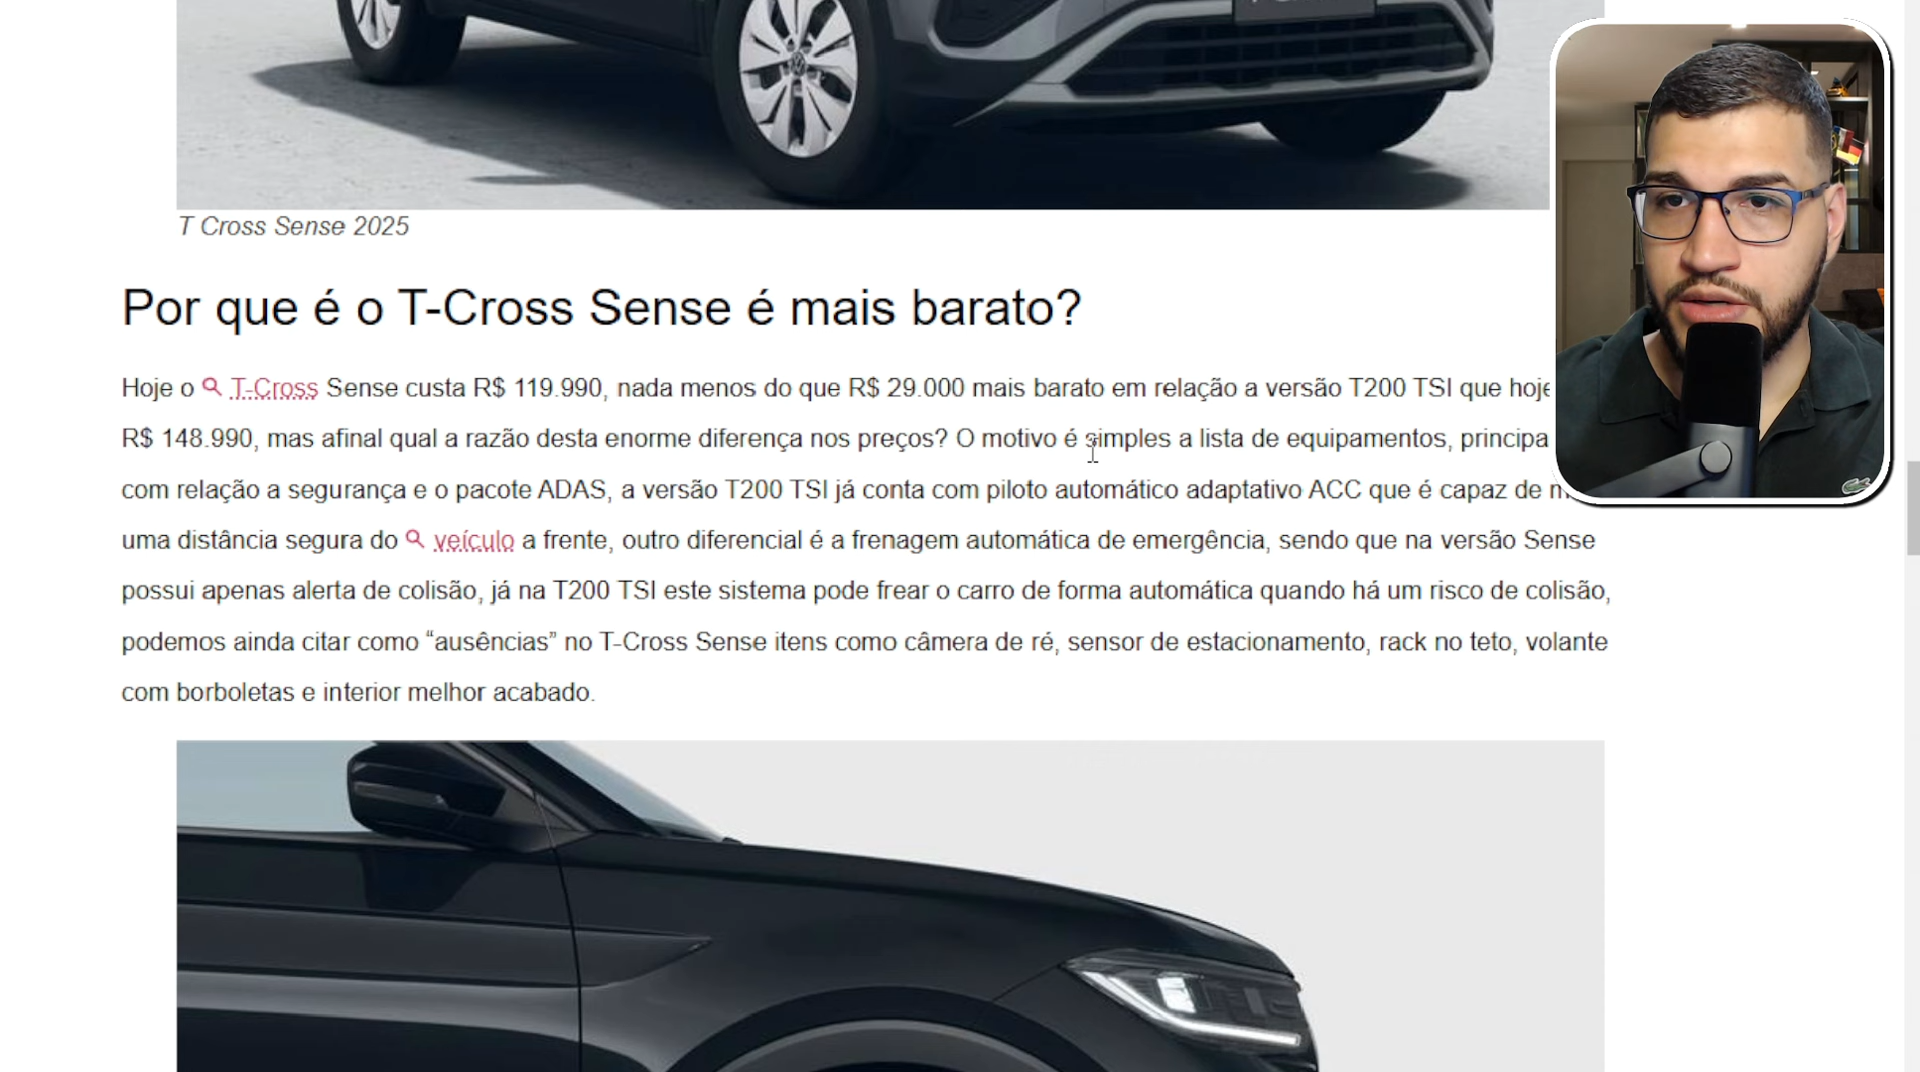 T Cross Sense 2025
Por que é o T-Cross Sense é mais barato?
Hoje o T-Cross Sense custa R$ 119.990, nada menos do que R$ 29.000 mais barato em relação a versão T200 TSI que hoje
R$ 148.990, mas afinal qual a razão desta enorme diferença nos preços? O motivo é simples a lista de equipamentos, principa
com relação a segurança e o pacote ADAS, a versão T200 TSI já conta com piloto automático adaptativo ACC que é capaz de
uma distância segura do veículo a frente, outro diferencial é a frenagem automática de emergência, sendo que na versão Sense
possui apenas alerta de colisão, já na T200 TSI este sistema pode frear o carro de forma automática quando há um risco de colisão,
podemos ainda citar como “ausências” no T-Cross Sense itens como câmera de ré, sensor de estacionamento, rack no teto, volante
com borboletas e interior melhor acabado.